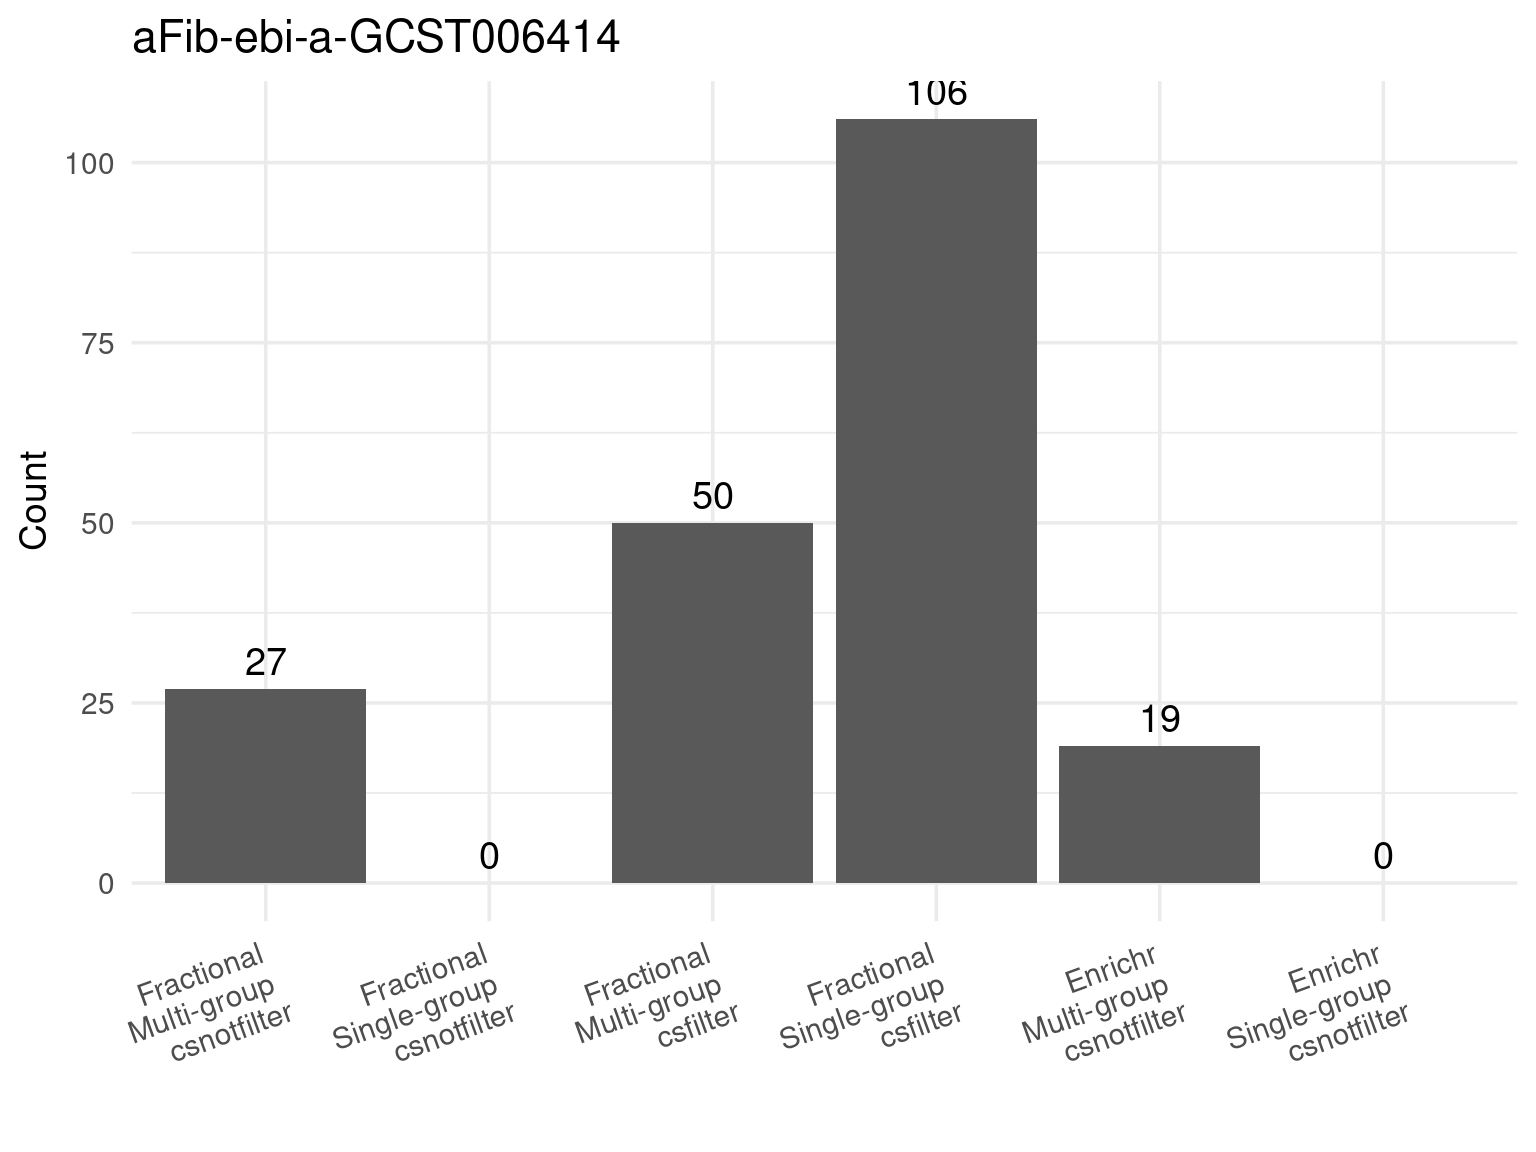 aFib-ebi-a-GCST006414
Count
100
75
50
25
0
27
0
50
106
19
0
Fractional
Multi-group
csnotfilter
Fractional
Single-group
csnotfilter
Fractional
Multi-group
csfilter
Fractional
Single-group
csfilter
Enrichr
Multi-group
csnotfilter
Enrichr
Single-group
csnotfilter